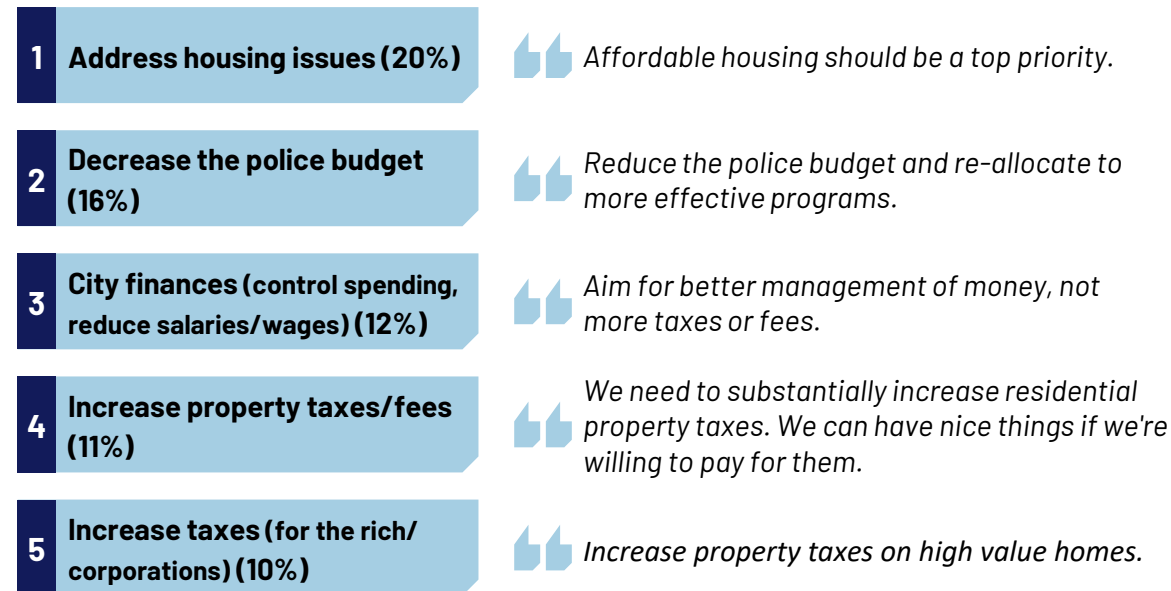 1
Address housing issues (20%)
Affordable housing should be a top priority.
2
Decrease the police budget
(16%)
Reduce the police budget and re-allocate to
more effective programs.
3
City finances (control spending,
reduce salaries/wages) (12%)
Aim for better management of money, not
more taxes or fees.
4
Increase property taxes/fees
(11%)
We need to substantially increase residential
property taxes. We can have nice things if we're
willing to pay for them.
5
Increase taxes (for the rich/
corporations) (10%)
Increase property taxes on high value homes.